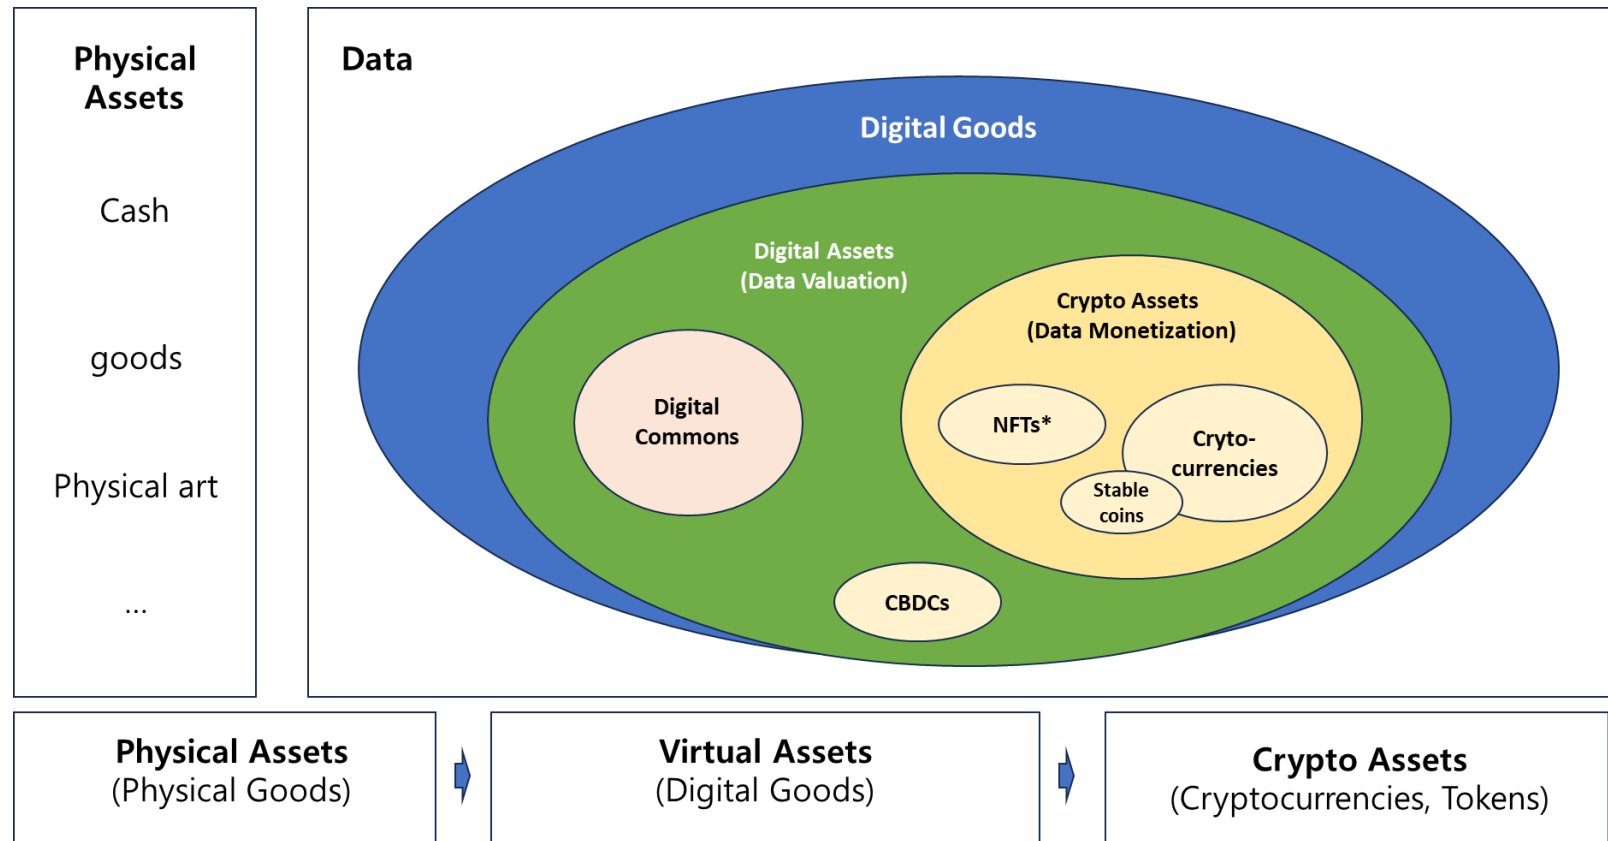 Physical
Assets
Cash
goods
Physical art
...
Data
Digital Goods
Digital Assets
(Data Valuation)
Crypto Assets
(Data Monetization)
Digital
Commons
NFTs*
Cryto-
currencies
Stable
coins
CBDCs
Physical Assets
(Physical Goods)
Virtual Assets
(Digital Goods)
Crypto Assets
(Cryptocurrencies, Tokens)